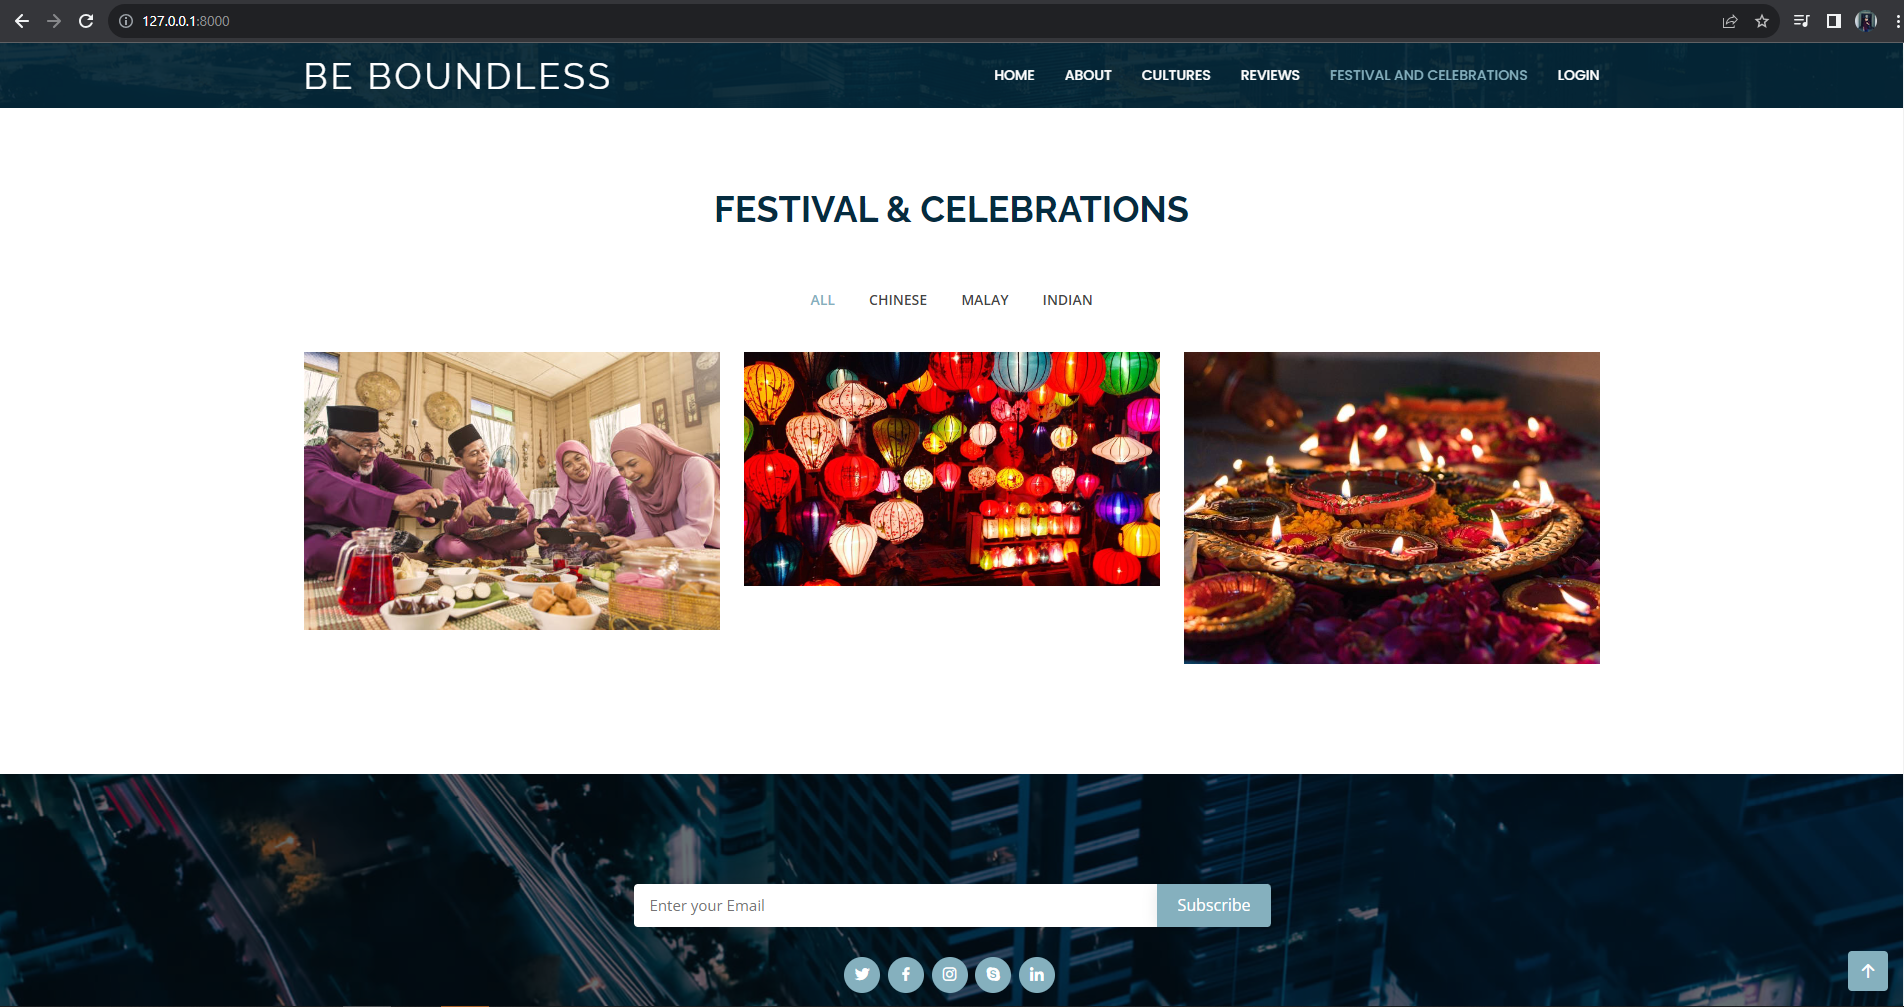 127.0.0.1:8000
BE BOUNDLESS
HOME ABOUT CULTURES REVIEWS FESTIVAL AND CELEBRATIONS LOGIN
FESTIVAL & CELEBRATIONS
ALL CHINESE MALAY INDIAN
Enter your Email Subscribe